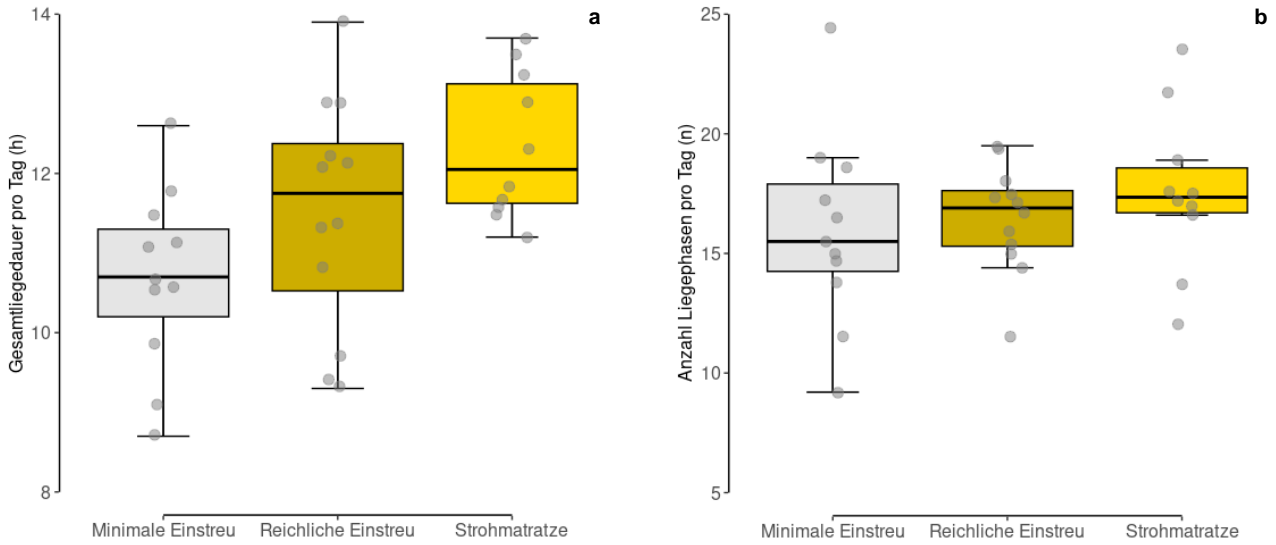 a
Gesamtliegedauer pro Tag (h)
14
12
10
8
Minimale Einstreu
Reichliche Einstreu
Strohmatratze
b
Anzahl Liegephasen pro Tag (n)
25
20
15
10
5
Minimale Einstreu
Reichliche Einstreu
Strohmatratze